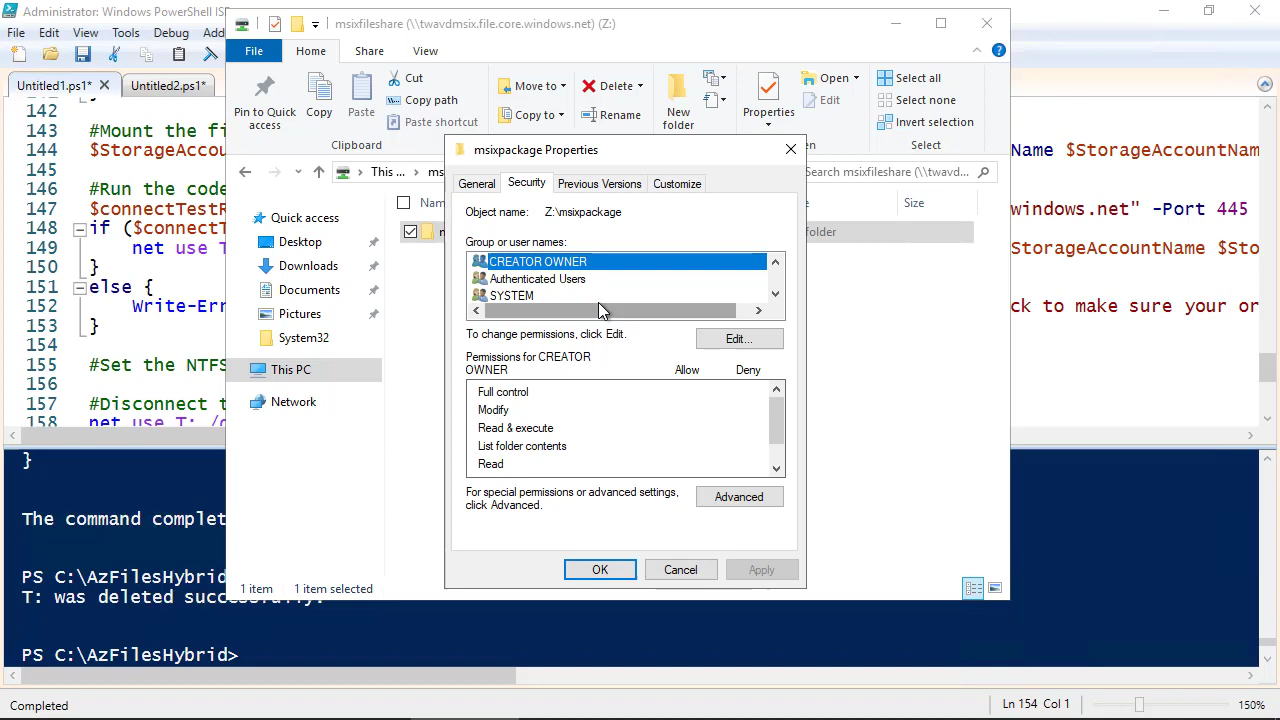 Administrator: Windows PowerShell IS
File Edit View Tools Debug Add
Untitled1.ps1* Untitled2.ps1*
142
143 #Mount the fi
144 $StorageAccou
Name $StorageAccountNam
145
146 #Run the code
147 $connectTestR
windows.net" -Port 445
148 if ($connectT
149 net use T
StorageAccountName $Sto
150 }
151 else {
152 Write-Err
ck to make sure your or
153 }
154
155 #Set the NTFS
156
157 #Disconnect t
158 net use T: /d
}
The command complet
PS C:\AzFilesHybrid
T: was deleted successfully.
PS C:\AzFilesHybrid>
Completed
Ln 154 Col 1
150%
msixfileshare (\\twavdmsix.file.core.windows.net) (Z:)
File Home Share View
Pin to Quick access
Copy
Paste
Cut
Copy path
Paste shortcut
Clipboard
Move to
Copy to
Delete
Rename
New folder
Properties
Open
Edit
en
Select all
Select none
Invert selection
Select
This ... ms
Search msixfileshare (\\twavd...
Nam
Size
folder
Quick access
Desktop
Downloads
Documents
Pictures
System32
This PC
Network
1 item 1 item selected
msixpackage Properties
General Security Previous Versions Customize
Object name: Z:\msixpackage
Group or user names:
CREATOR OWNER
Authenticated Users
SYSTEM
To change permissions, click Edit.
Edit...
Permissions for CREATOR
OWNER
Allow Deny
Full control
Modify
Read & execute
List folder contents
Read
For special permissions or advanced settings,
click Advanced.
Advanced
OK Cancel Apply